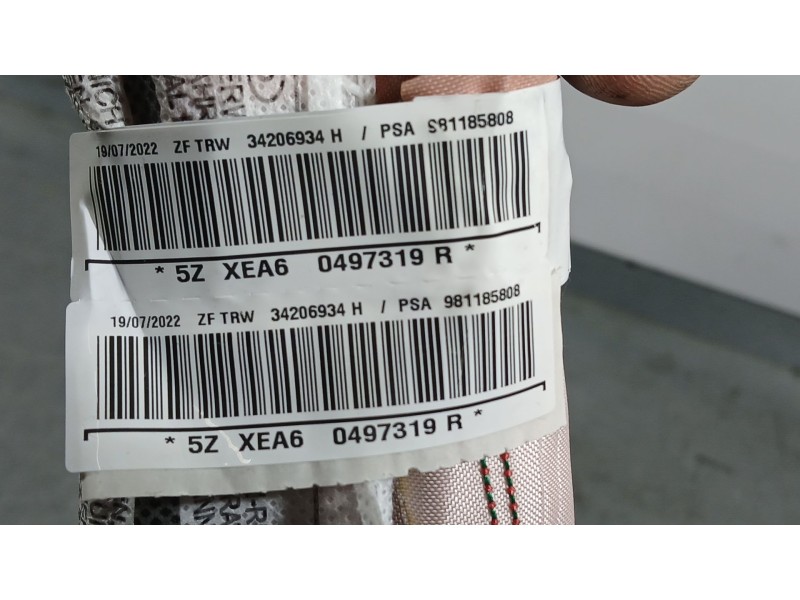 19/07/2022 ZF TRW 34206934 H / PSA 981185808
* 5Z XEA6 0497319 R *
19/07/2022 ZF TRW 34206934 H / PSA 981185808
* 5Z XEA6 0497319 R *